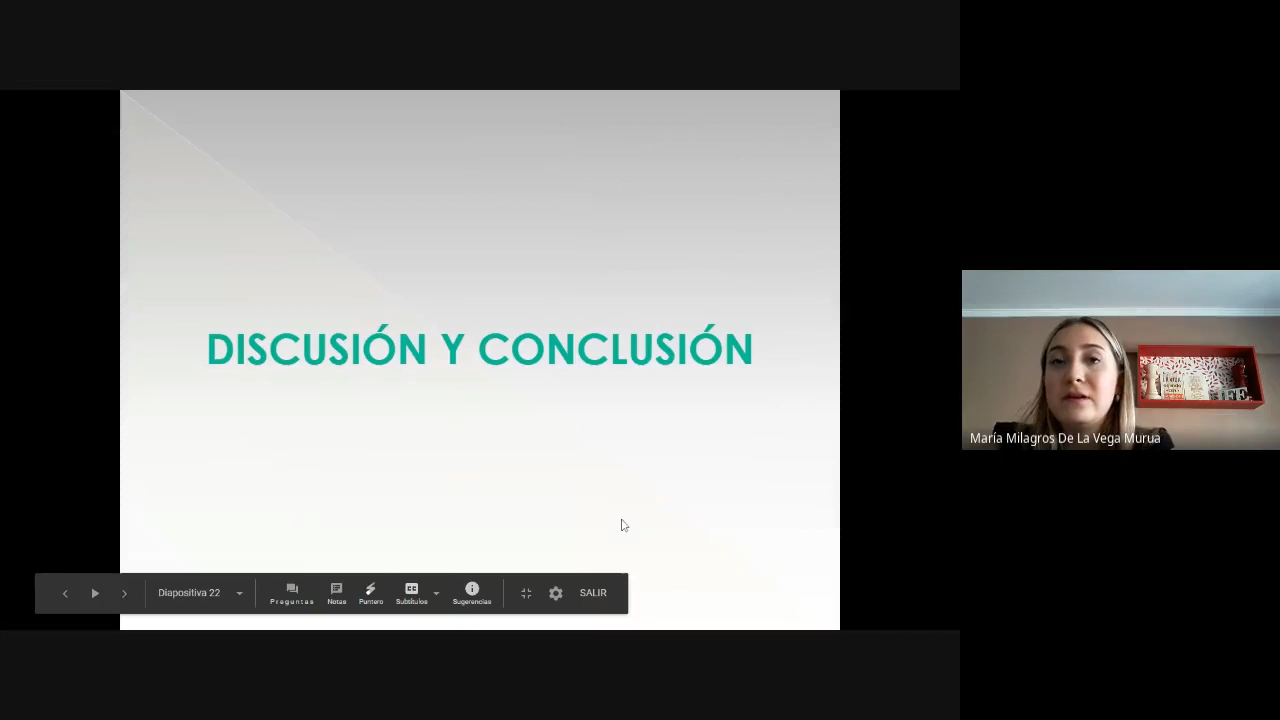 DISCUSIÓN Y CONCLUSIÓN
María Milagros De La Vega Murua
Diapositiva 22
Preguntas
Notas
Puntero
Subtítulos
Sugerencias
SALIR